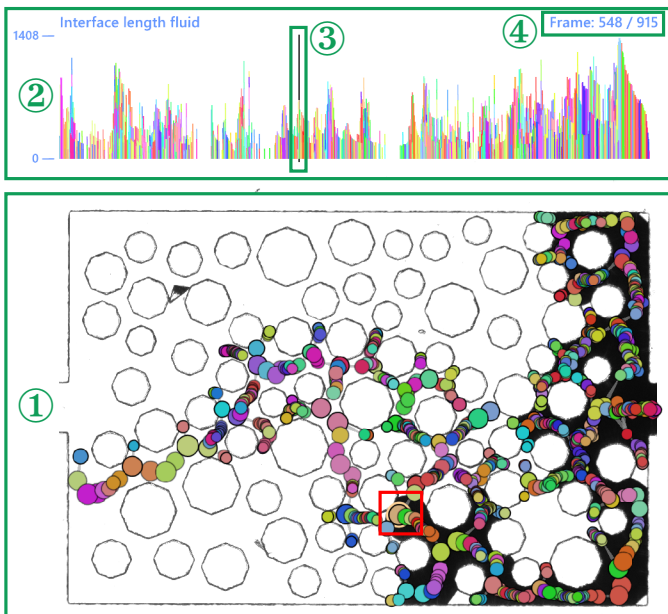 Interface length fluid
③
④ Frame: 548 / 915
1408
②
0
①